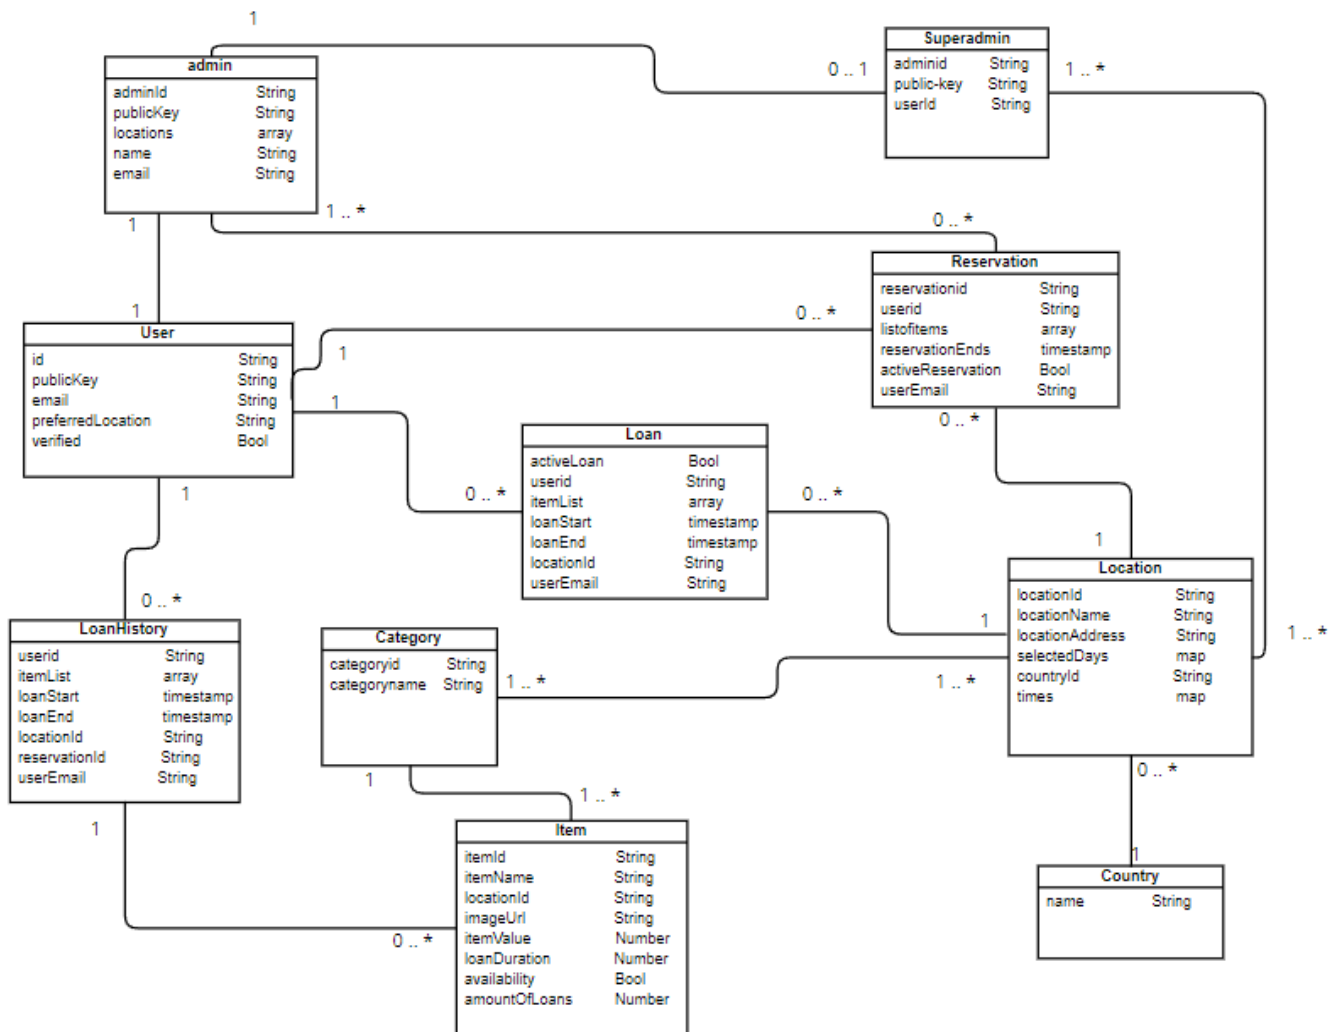 1
Superadmin
adminid String
public-key String
userId String
0 .. 1
1 .. *
admin
adminId String
publicKey String
locations array
name String
email String
1
1 .. *
0 .. *
Reservation
reservationid String
userid String
listofitems array
reservationEnds timestamp
activeReservation Bool
userEmail String
1
0 .. *
User
id String
publicKey String
email String
preferredLocation String
verified Bool
1
1
0 .. *
Loan
activeLoan Bool
userid String
itemList array
loanStart timestamp
loanEnd timestamp
locationId String
userEmail String
1
0 .. *
0 .. *
1
Location
locationId String
locationName String
locationAddress String
selectedDays map
countryId String
times map
0 .. *
LoanHistory
userid String
itemList array
loanStart timestamp
loanEnd timestamp
locationId String
reservationId String
userEmail String
Category
categoryid String
categoryname String
1
1 .. *
1 .. *
1 .. *
1
1 .. *
0 .. *
1
Item
itemId String
itemName String
locationId String
imageUrl String
itemValue Number
loanDuration Number
availability Bool
amountOfLoans Number
0 .. *
1
Country
name String